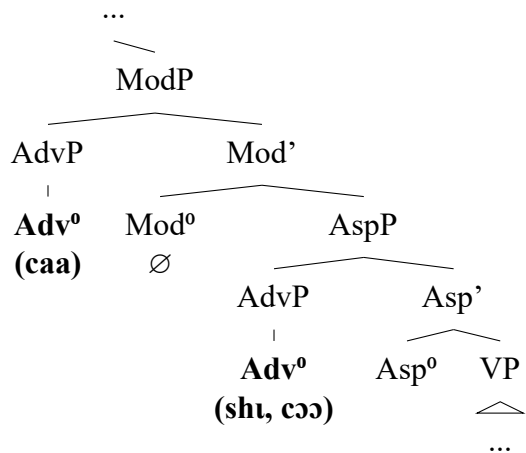 ...
ModP
AdvP Mod’
Adv⁰ Mod⁰ AspP
(caa) ∅
AdvP Asp’
Adv⁰ Asp⁰ VP
(shɩ, cɔɔ)
...